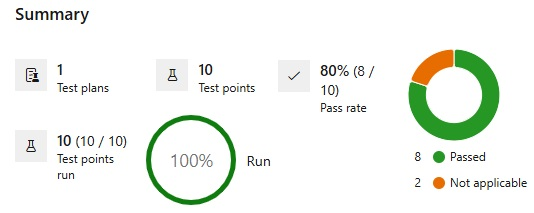 Summary
1
Test plans
10
Test points
80% (8 /
10)
Pass rate
10 (10 / 10)
Test points
run
100%
Run
8 Passed
2 Not applicable